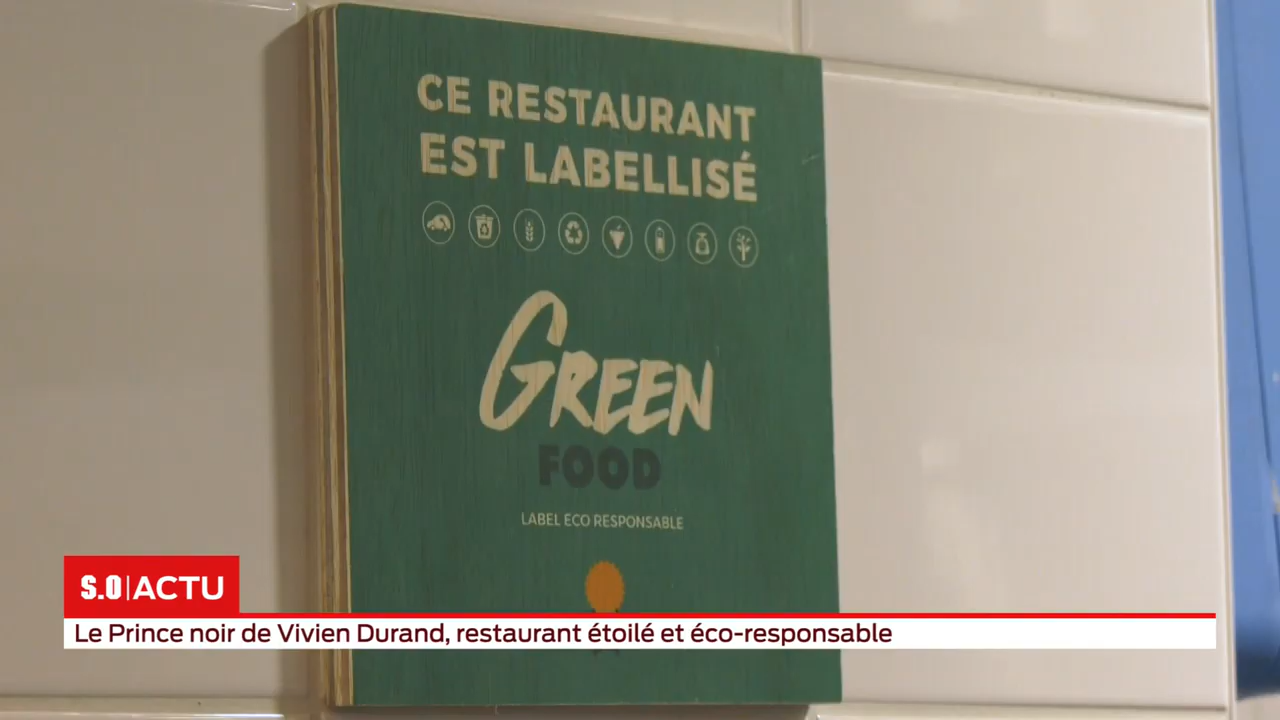 CE RESTAURANT
EST LABELLISÉ
GREEN
FOOD
LABEL ECO RESPONSABLE
S.O|ACTU
Le Prince noir de Vivien Durand, restaurant étoilé et éco-responsable